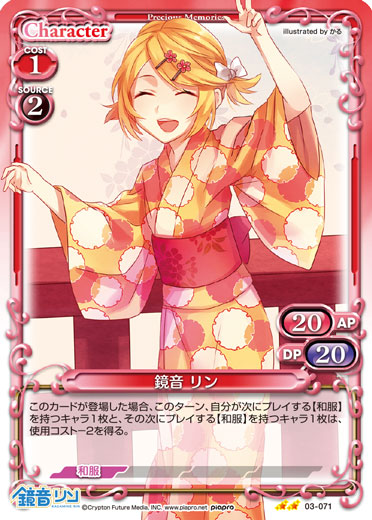 Precious Memories
Character
illustrated by かる
COST
1
SOURCE
2
20 AP
DP 20
鏡音 リン
このカードが登場した場合、このターン、自分が次にプレイする【和服】
を持つキャラ1枚と、その次にプレイする【和服】を持つキャラ1枚は、
使用コスト−2を得る。
和服
鏡音リン
KAGAMINE RIN
©Crypton Future Media, INC. www.piapro.net piapro
03-071